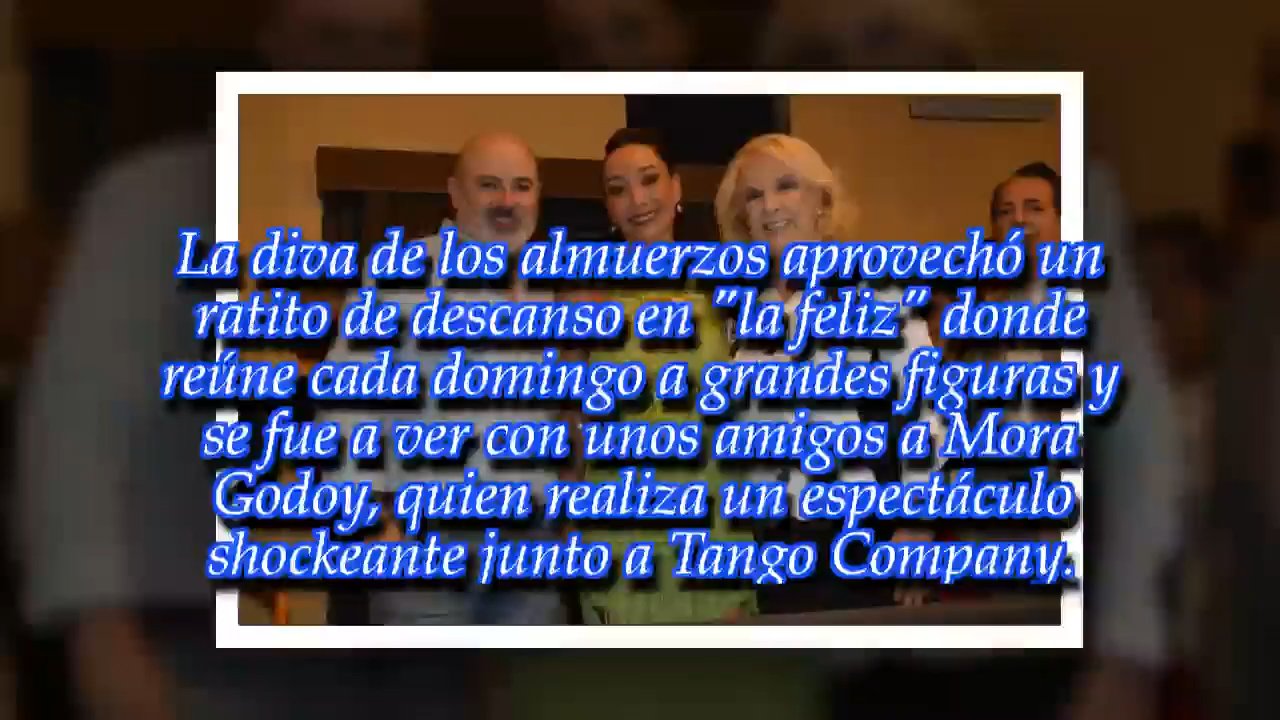 La diva de los almuerzos aprovechó un
ratito de descanso en "la feliz" donde
reúne cada domingo a grandes figuras y
se fue a ver con unos amigos a Mora
Godoy, quien realiza un espectáculo
shockeante junto a Tango Company.